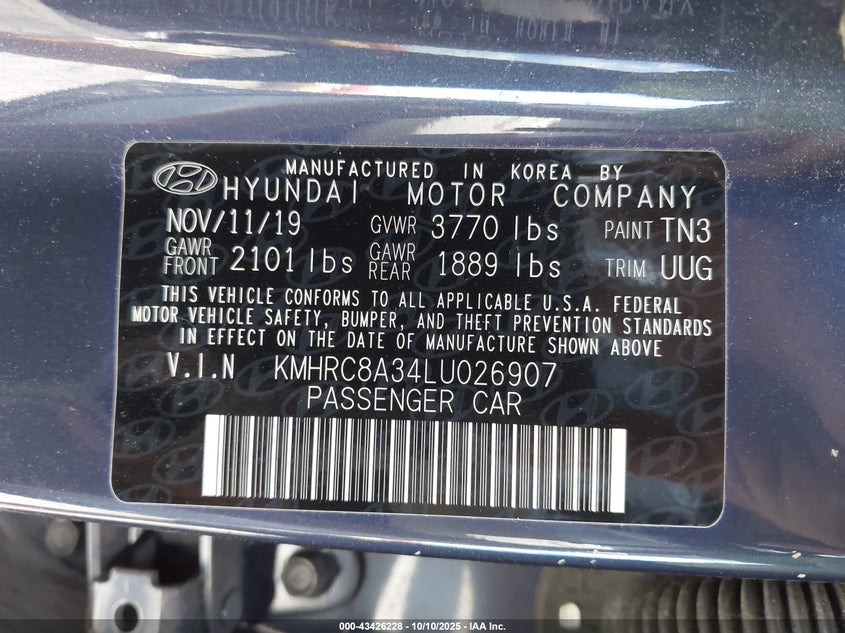 MANUFACTURED IN KOREA BY
HYUNDAI MOTOR COMPANY
NOV/11/19 GVWR 3770 lbs PAINT TN3
GAWR FRONT 2101 lbs GAWR REAR 1889 lbs TRIM UUG
THIS VEHICLE CONFORMS TO ALL APPLICABLE U.S.A. FEDERAL
MOTOR VEHICLE SAFETY, BUMPER, AND THEFT PREVENTION STANDARDS
IN EFFECT ON THE DATE OF MANUFACTURE SHOWN ABOVE
V.I.N KMHRC8A34LU026907
PASSENGER CAR
000-43426228 - 10/10/2025 - IAA Inc.